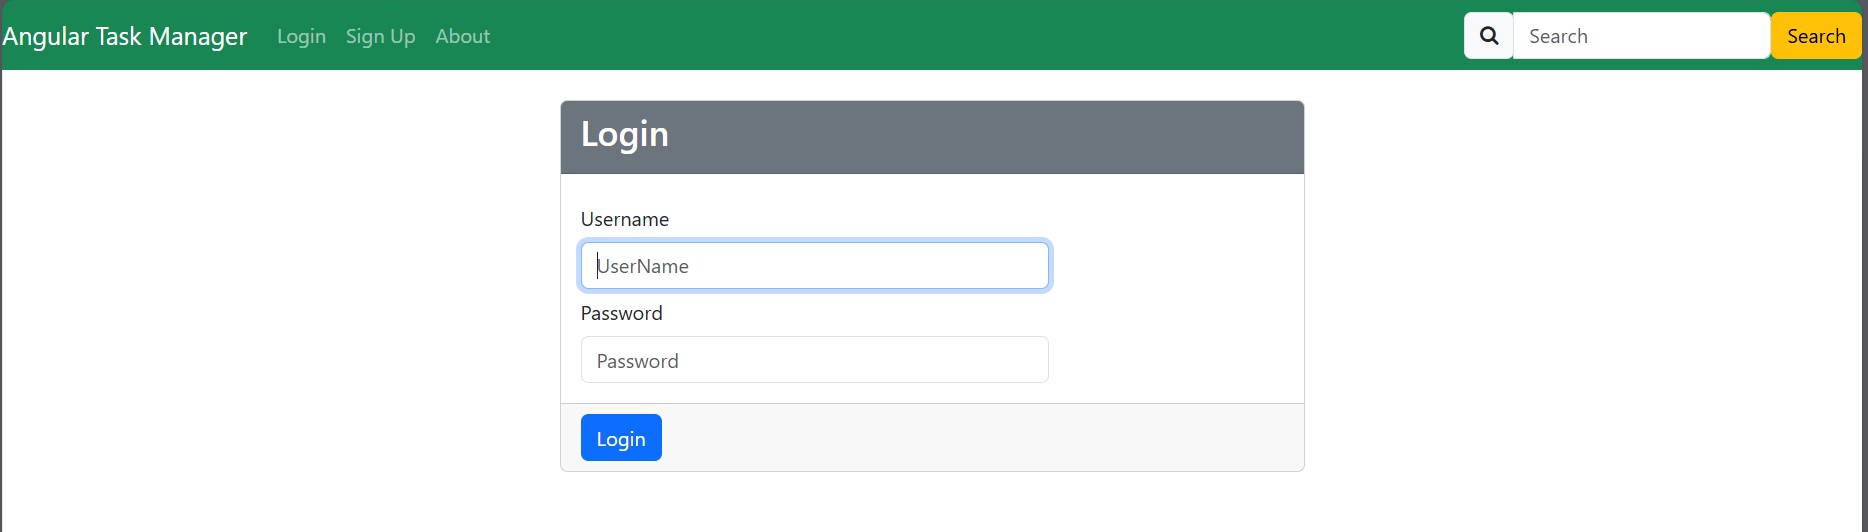 Angular Task Manager Login Sign Up About Search Search
Login
Username
UserName
Password
Password
Login